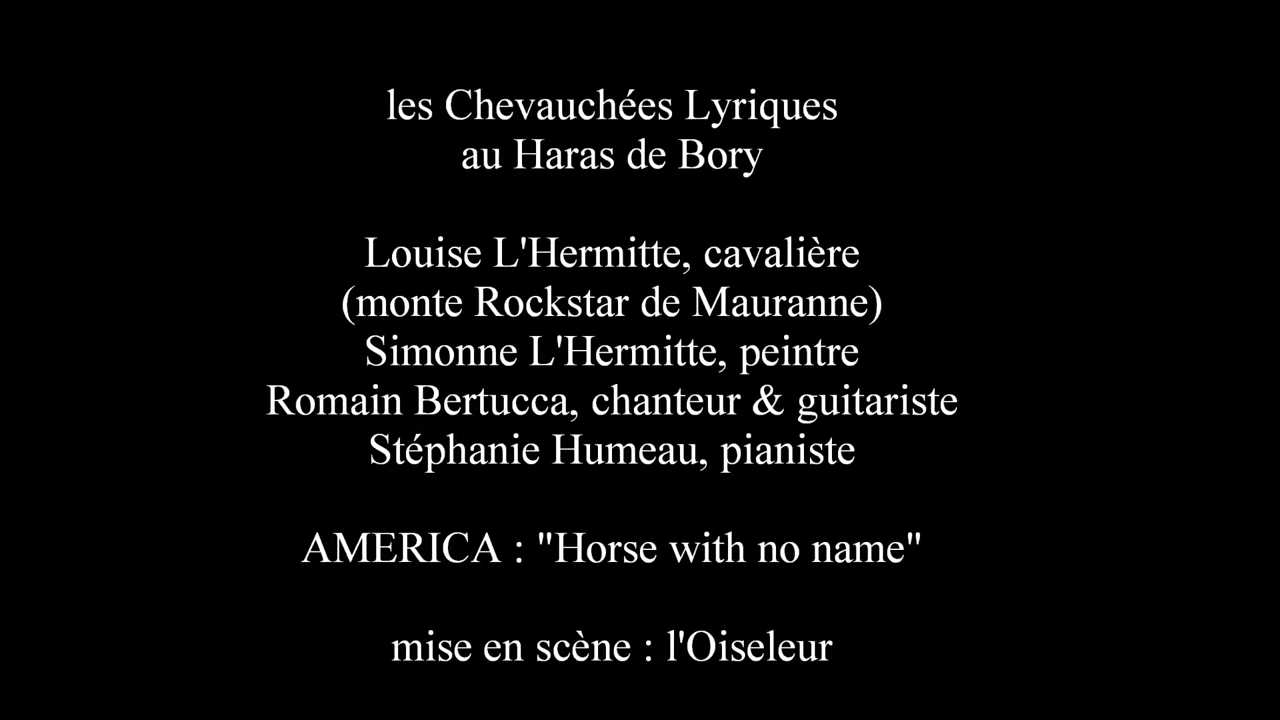 les Chevauchées Lyriques
au Haras de Bory
Louise L'Hermitte, cavalière
(monte Rockstar de Mauranne)
Simonne L'Hermitte, peintre
Romain Bertucca, chanteur & guitariste
Stéphanie Humeau, pianiste
AMERICA : "Horse with no name"
mise en scène : l'Oiseleur